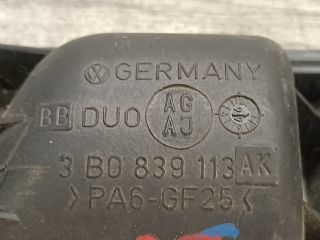 GERMANY
BB DUO AG
AJ
3 B0 839 113 AK
>PA6-GF25<